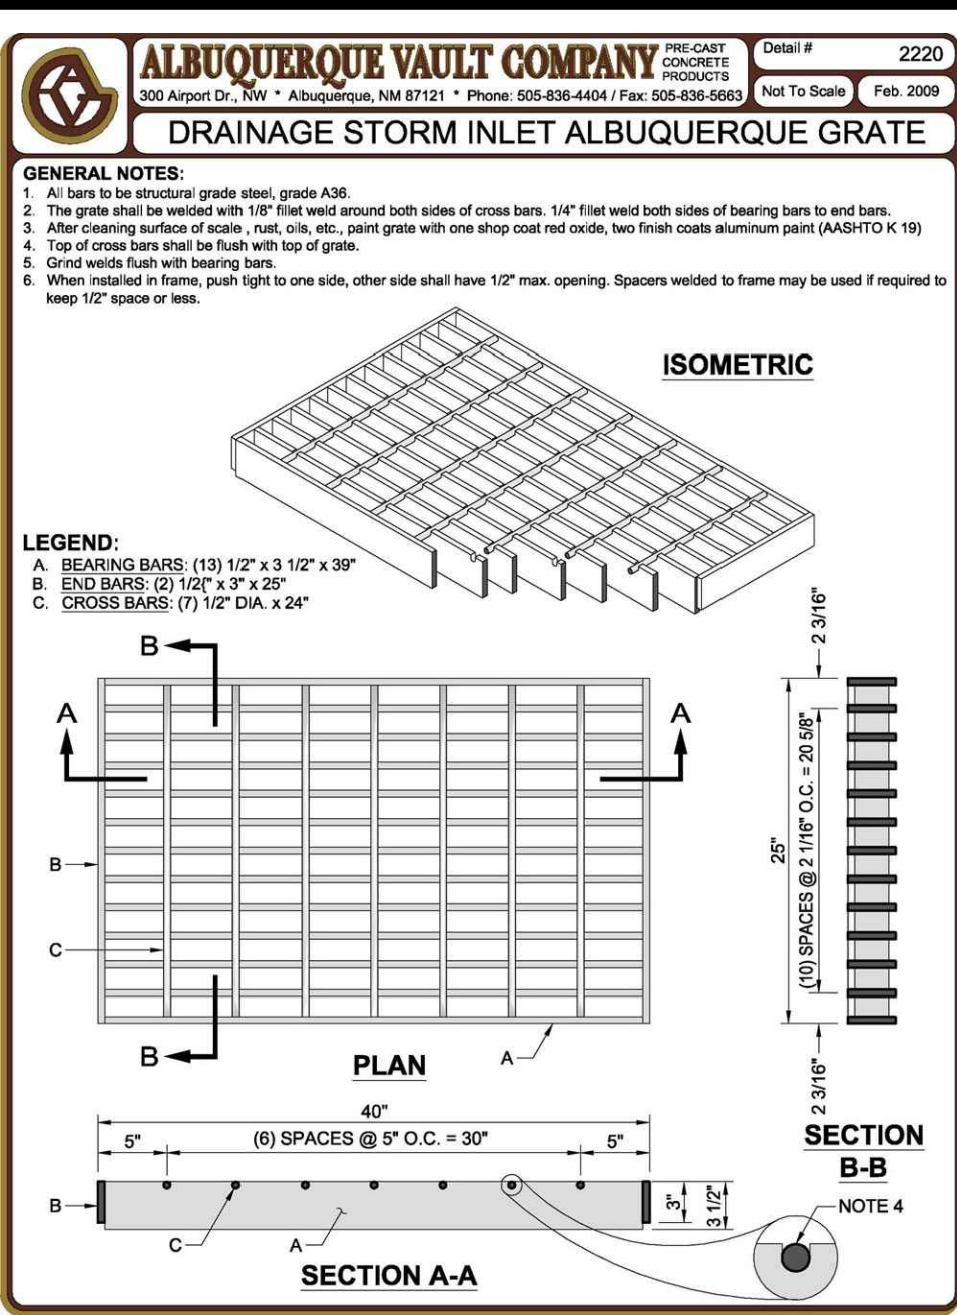 ALBUQUERQUE VAULT COMPANY
PRE-CAST
CONCRETE
PRODUCTS
300 Airport Dr., NW * Albuquerque, NM 87121 * Phone: 505-836-4404 / Fax: 505-836-5663
Detail #
2220
Not To Scale
Feb. 2009
DRAINAGE STORM INLET ALBUQUERQUE GRATE
GENERAL NOTES:
1. All bars to be structural grade steel, grade A36.
2. The grate shall be welded with 1/8" fillet weld around both sides of cross bars. 1/4" fillet weld both sides of bearing bars to end bars.
3. After cleaning surface of scale , rust, oils, etc., paint grate with one shop coat red oxide, two finish coats aluminum paint (AASHTO K 19)
4. Top of cross bars shall be flush with top of grate.
5. Grind welds flush with bearing bars.
6. When installed in frame, push tight to one side, other side shall have 1/2" max. opening. Spacers welded to frame may be used if required to
keep 1/2" space or less.
ISOMETRIC
LEGEND:
A. BEARING BARS: (13) 1/2" x 3 1/2" x 39"
B. END BARS: (2) 1/2{" x 3" x 25"
C. CROSS BARS: (7) 1/2" DIA. x 24"
B
A
A
B
C
B
A
PLAN
2 3/16"
25"
(10) SPACES @ 2 1/16" O.C. = 20 5/8"
2 3/16"
SECTION
B-B
40"
5"
(6) SPACES @ 5" O.C. = 30"
5"
B
C
A
3"
3 1/2"
NOTE 4
SECTION A-A